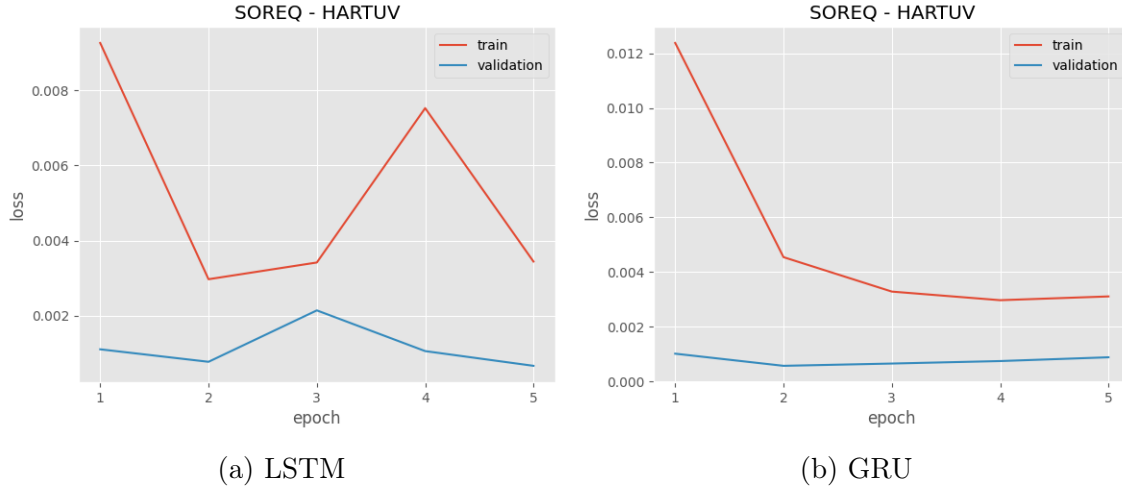 SOREQ - HARTUV
train
validation
0.008
0.006
0.004
0.002
loss
1 2 3 4 5
epoch
(a) LSTM
SOREQ - HARTUV
train
validation
0.012
0.010
0.008
0.006
0.004
0.002
0.000
loss
1 2 3 4 5
epoch
(b) GRU